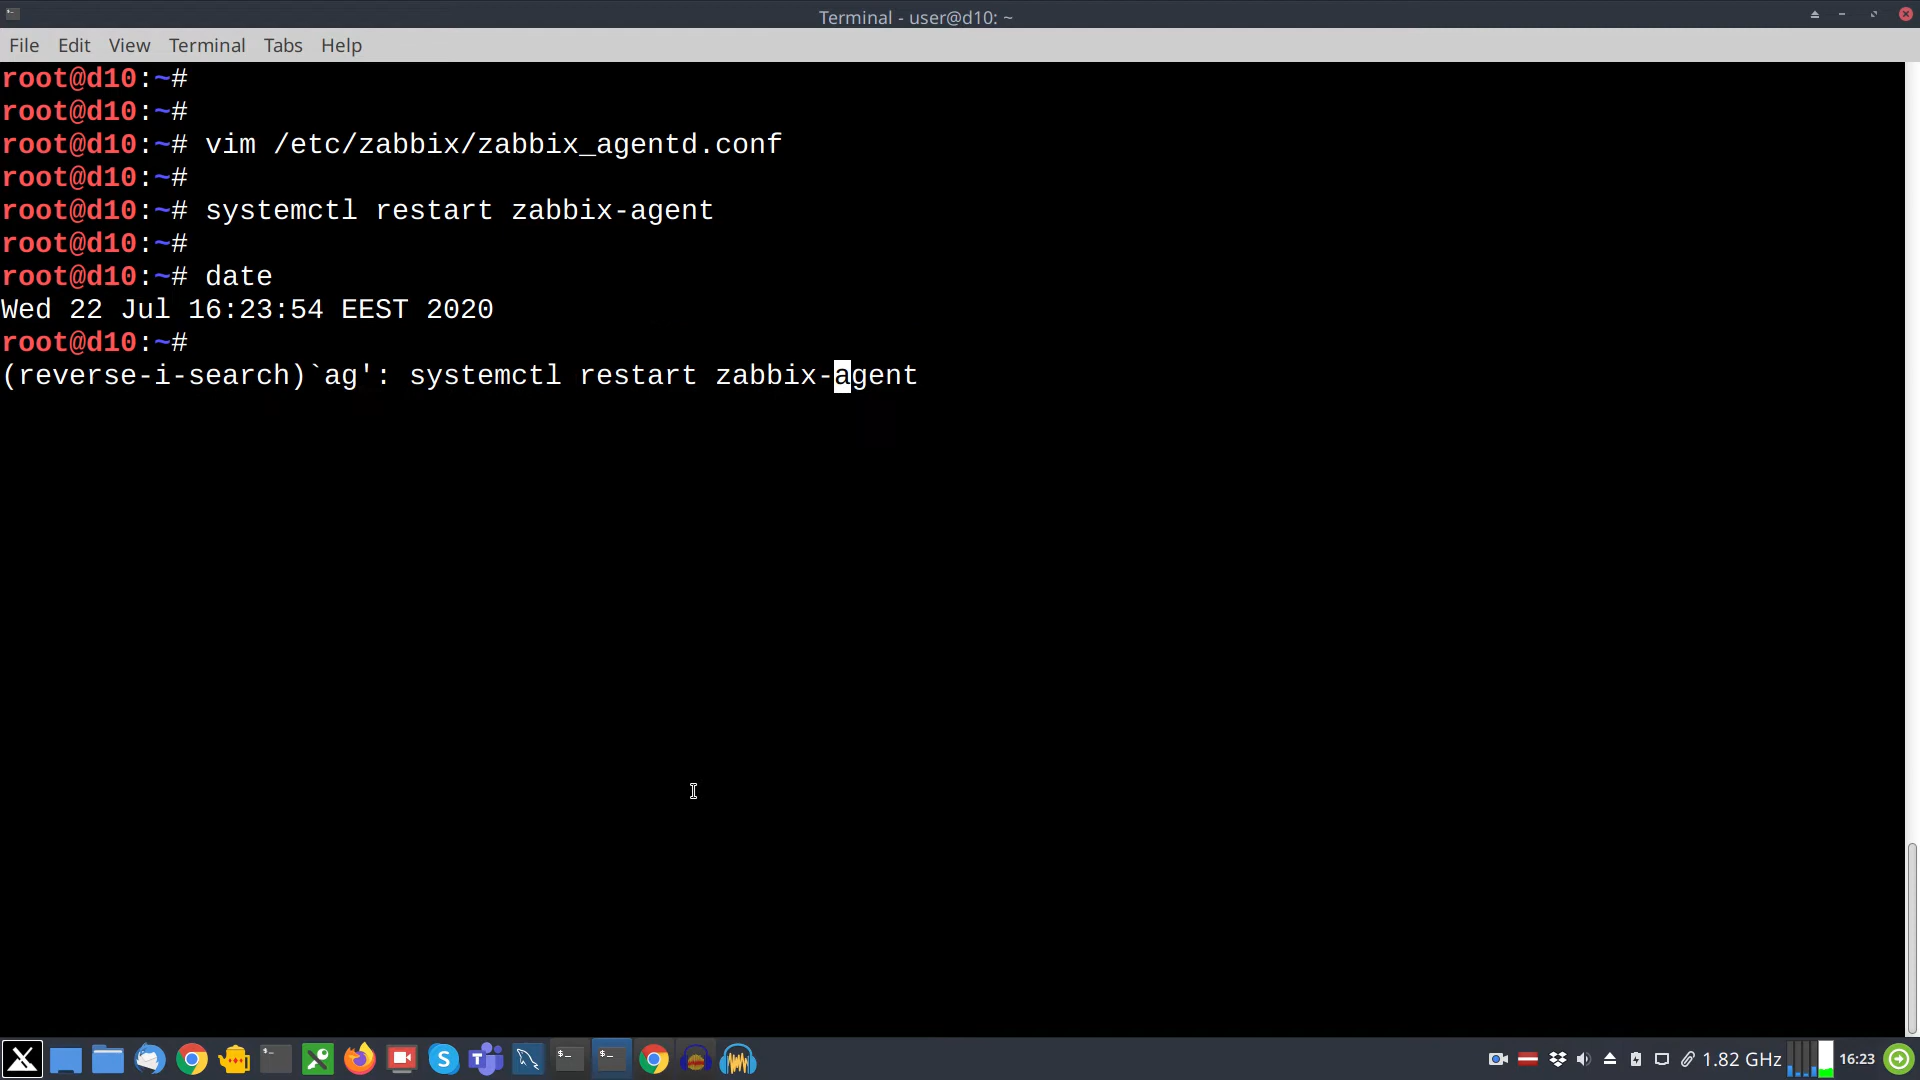 Terminal - user@d10: ~
File Edit View Terminal Tabs Help
root@d10:~#
root@d10:~#
root@d10:~# vim /etc/zabbix/zabbix_agentd.conf
root@d10:~#
root@d10:~# systemctl restart zabbix-agent
root@d10:~#
root@d10:~# date
Wed 22 Jul 16:23:54 EEST 2020
root@d10:~#
(reverse-i-search)`ag': systemctl restart zabbix-agent
1.82 GHz 16:23